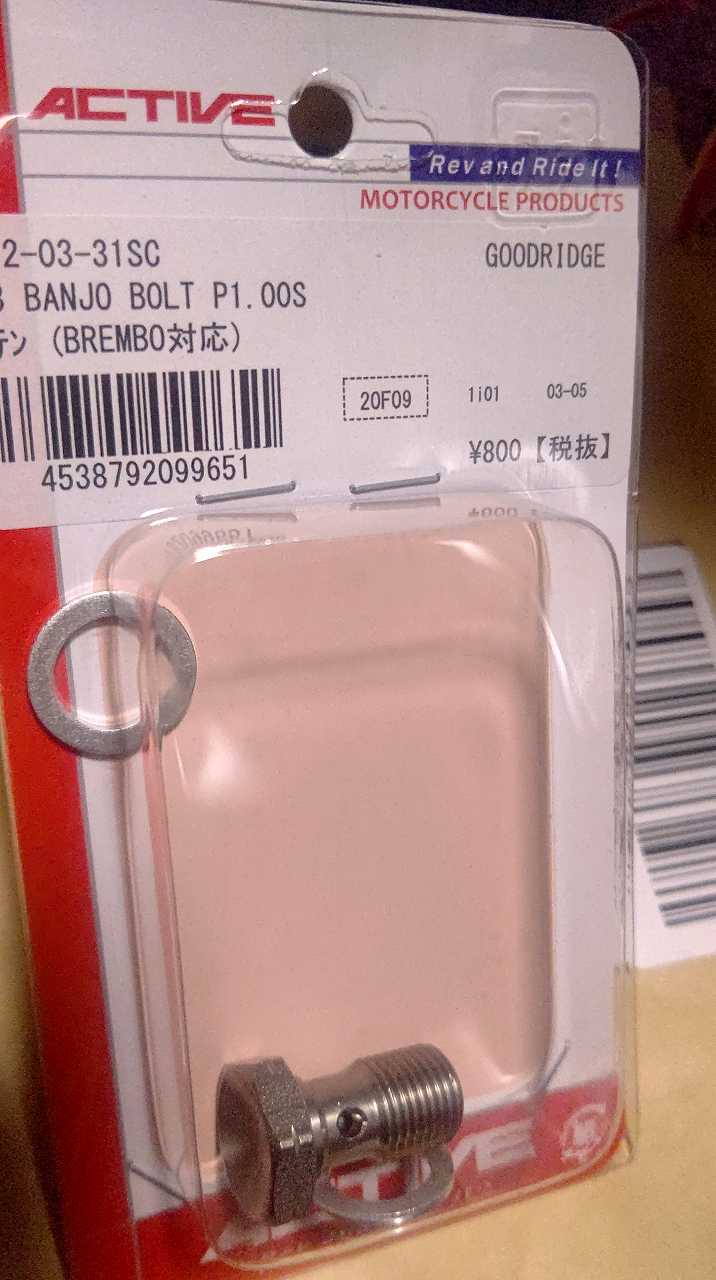 ACTIVE
Rev and Ride It!
MOTORCYCLE PRODUCTS
2-03-31SC
GOODRIDGE
BANJO BOLT P1.00S
テン (BREMBO対応)
20F09
1i01
03-05
¥800【税抜】
4538792099651